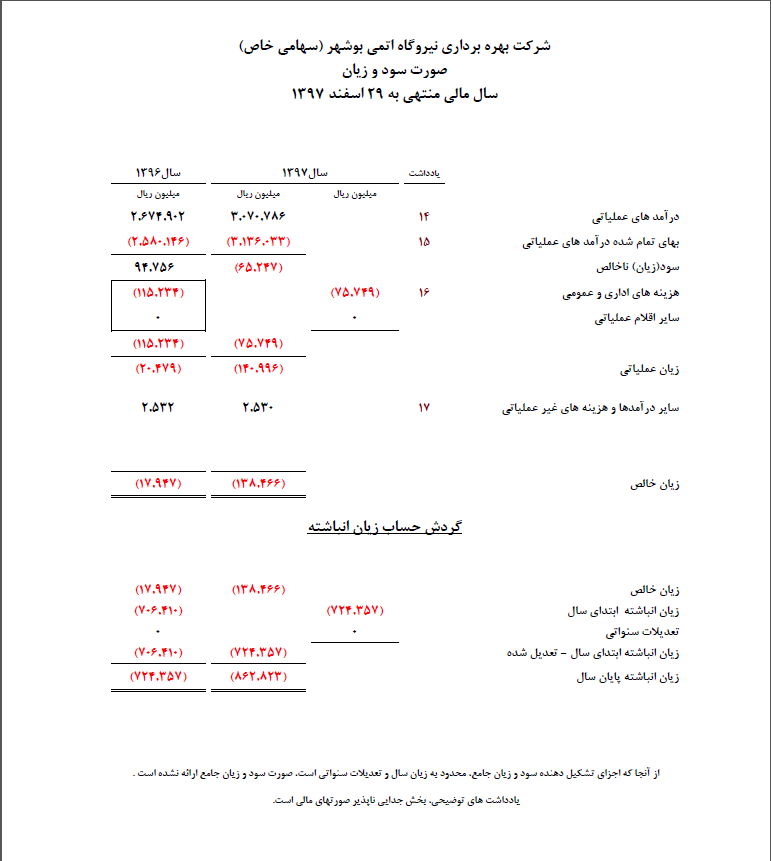 شرکت بهره برداری نیروگاه اتمی بوشهر (سهامی خاص)
صورت سود و زیان
سال مالی منتهی به ۲۹ اسفند ۱۳۹۷
یادداشت سال۱۳۹۷ سال۱۳۹۶
میلیون ریال میلیون ریال میلیون ریال
درآمد های عملیاتی ۱۴ ۳.۰۷۰.۷۸۶ ۲.۶۷۴.۹۰۲
بهای تمام شده درآمد های عملیاتی ۱۵ (۳.۱۳۶.۰۳۳) (۲.۵۸۰.۱۴۶)
سود(زیان) ناخالص (۶۵.۲۴۷) ۹۴.۷۵۶
هزینه های اداری و عمومی ۱۶ (۷۵.۷۴۹) (۱۱۵.۲۳۴)
سایر اقلام عملیاتی ۰ ۰
(۷۵.۷۴۹) (۱۱۵.۲۳۴)
زیان عملیاتی (۱۴۰.۹۹۶) (۲۰.۴۷۹)
سایر درآمدها و هزینه های غیر عملیاتی ۱۷ ۲.۵۳۰ ۲.۵۳۲
زیان خالص (۱۳۸.۴۶۶) (۱۷.۹۴۷)
گردش حساب زیان انباشته
زیان خالص (۱۳۸.۴۶۶) (۱۷.۹۴۷)
زیان انباشته ابتدای سال (۷۲۴.۳۵۷) (۷۰۶.۴۱۰)
تعدیلات سنواتی ۰ ۰
زیان انباشته ابتدای سال - تعدیل شده (۷۲۴.۳۵۷) (۷۰۶.۴۱۰)
زیان انباشته پایان سال (۸۶۲.۸۲۳) (۷۲۴.۳۵۷)
از آنجا که اجزای تشکیل دهنده سود و زیان جامع، محدود به زیان سال و تعدیلات سنواتی است، صورت سود و زیان جامع ارائه نشده است .
یادداشت های توضیحی، بخش جدایی ناپذیر صورتهای مالی است.